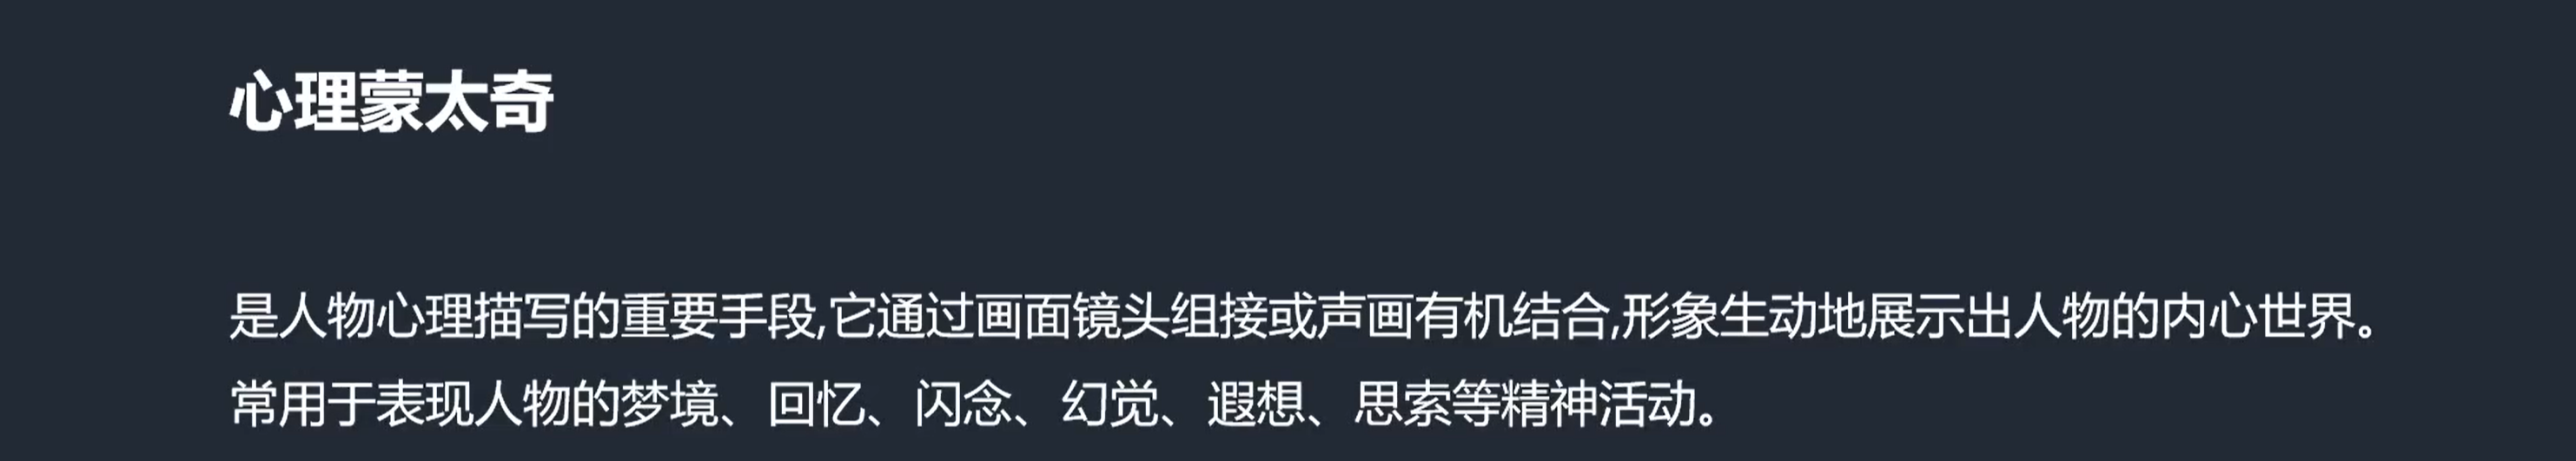 心理蒙太奇
是人物心理描写的重要手段,它通过画面镜头组接或声画有机结合,形象生动地展示出人物的内心世界。
常用于表现人物的梦境、回忆、闪念、幻觉、遐想、思索等精神活动。